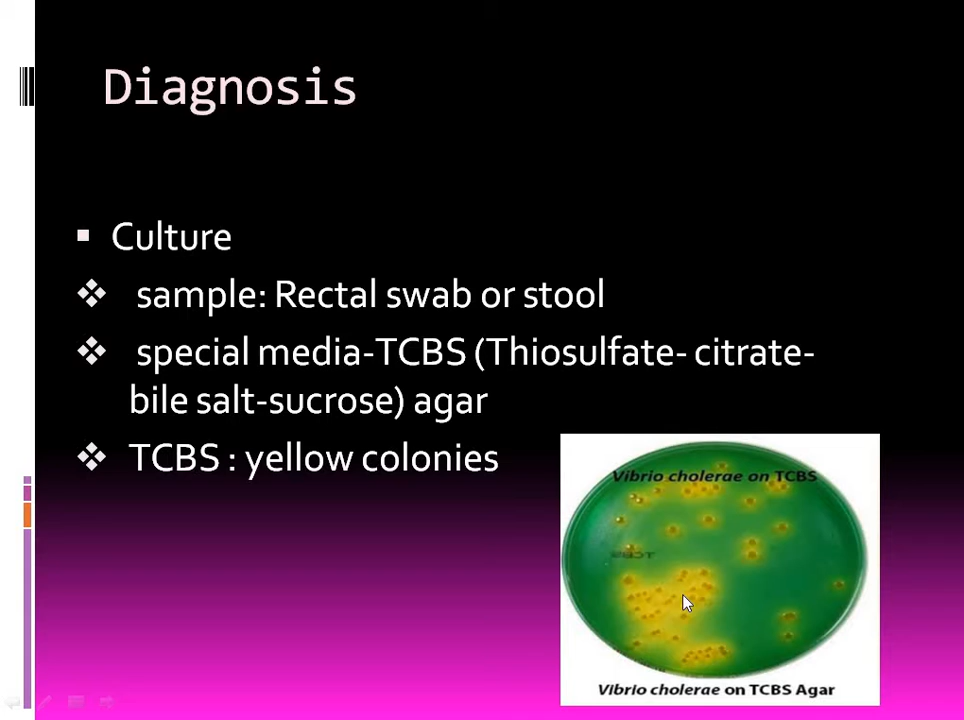 Diagnosis
Culture
sample: Rectal swab or stool
special media-TCBS (Thiosulfate- citrate-
bile salt-sucrose) agar
TCBS : yellow colonies
Vibrio cholerae on TCBS
TCBS
Vibrio cholerae on TCBS Agar